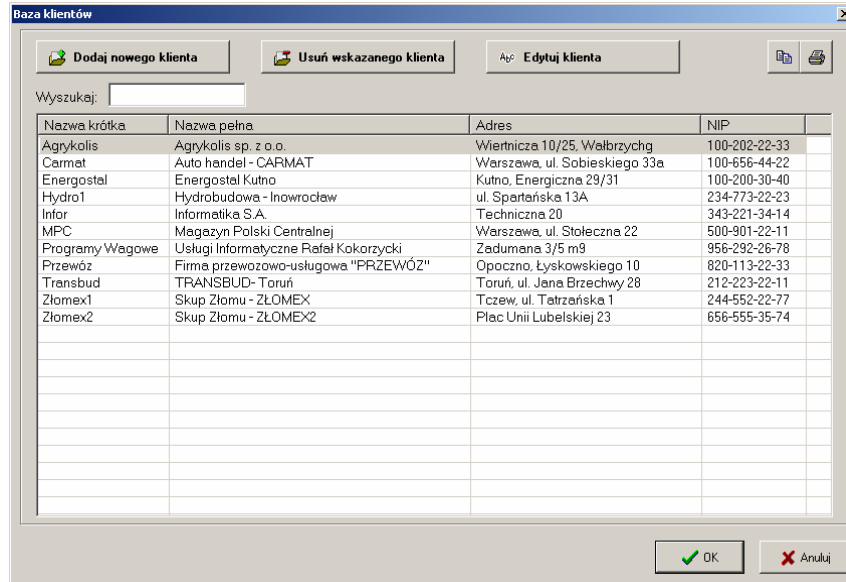 Baza klientów
Dodaj nowego klienta Usuń wskazanego klienta Abc Edytuj klienta
Wyszukaj:
Nazwa krótka Nazwa pełna Adres NIP
Agrykolis Agrykolis sp. z o.o. Wiertnicza 10/25, Wałbrzychg 100-202-22-33
Carmat Auto handel - CARMAT Warszawa, ul. Sobieskiego 33a 100-656-44-22
Energostal Energostal Kutno Kutno, Energiczna 29/31 100-200-30-40
Hydro1 Hydrobudowa - Inowrocław ul. Spartańska 13A 234-773-22-23
Infor Informatika S.A. Techniczna 20 343-221-34-14
MPC Magazyn Polski Centralnej Warszawa, ul. Stołeczna 22 500-901-22-11
Programy Wagowe Usługi Informatyczne Rafał Kokorzycki Zadumana 3/5 m9 956-292-26-78
Przewóz Firma przewozowo-usługowa "PRZEWÓZ" Opoczno, Łyskowskiego 10 820-113-22-33
Transbud TRANSBUD- Toruń Toruń, ul. Jana Brzechwy 28 212-223-22-11
Złomex1 Skup Złomu - ZŁOMEX Tczew, ul. Tatrzańska 1 244-552-22-77
Złomex2 Skup Złomu - ZŁOMEX2 Plac Unii Lubelskiej 23 656-555-35-74
OK Anuluj